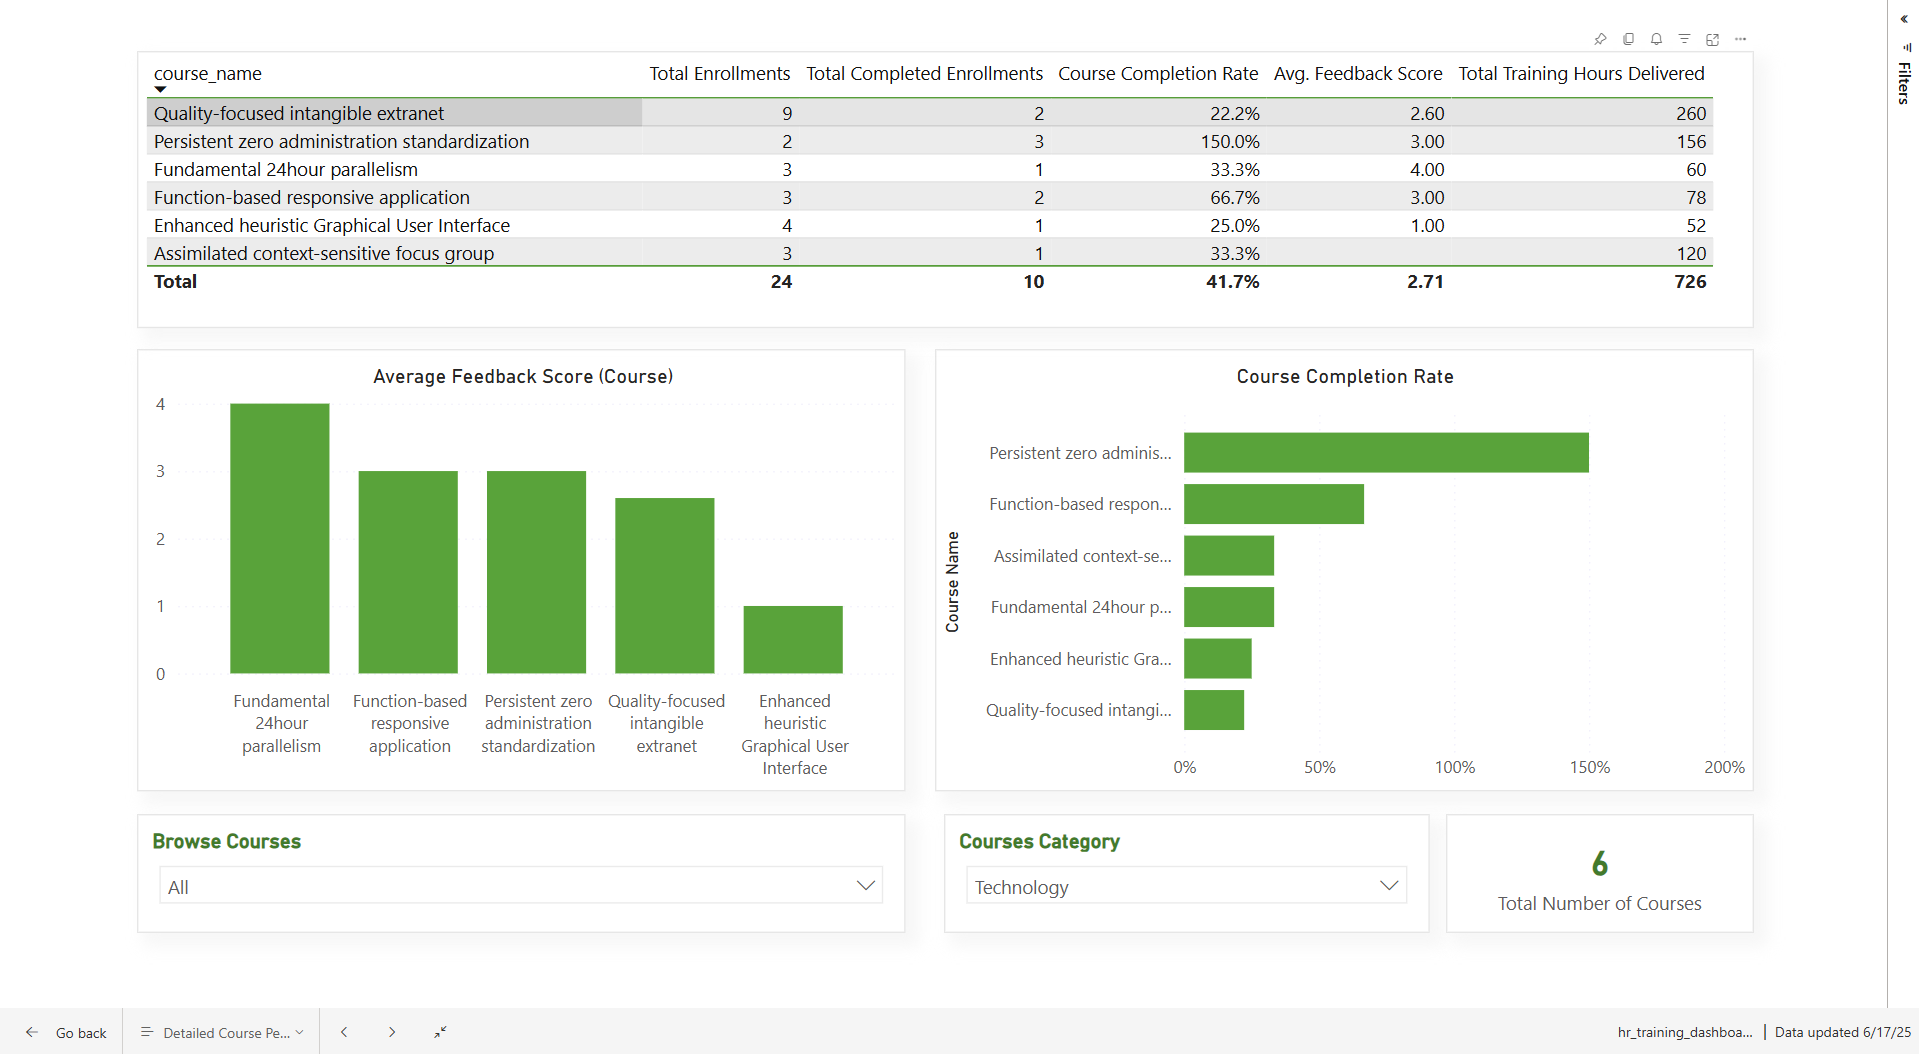 course_name Total Enrollments Total Completed Enrollments Course Completion Rate Avg. Feedback Score Total Training Hours Delivered
Quality-focused intangible extranet 9 2 22.2% 2.60 260
Persistent zero administration standardization 2 3 150.0% 3.00 156
Fundamental 24hour parallelism 3 1 33.3% 4.00 60
Function-based responsive application 3 2 66.7% 3.00 78
Enhanced heuristic Graphical User Interface 4 1 25.0% 1.00 52
Assimilated context-sensitive focus group 3 1 33.3% 120
Total 24 10 41.7% 2.71 726
Filters
Average Feedback Score (Course)
4
3
2
1
0
Fundamental 24hour parallelism
Function-based responsive application
Persistent zero administration standardization
Quality-focused intangible extranet
Enhanced heuristic Graphical User Interface
Course Completion Rate
Course Name
Persistent zero adminis...
Function-based respon...
Assimilated context-se...
Fundamental 24hour p...
Enhanced heuristic Gra...
Quality-focused intangi...
0% 50% 100% 150% 200%
Browse Courses
All
Courses Category
Technology
6
Total Number of Courses
Go back
Detailed Course Pe...
hr_training_dashboa... | Data updated 6/17/25